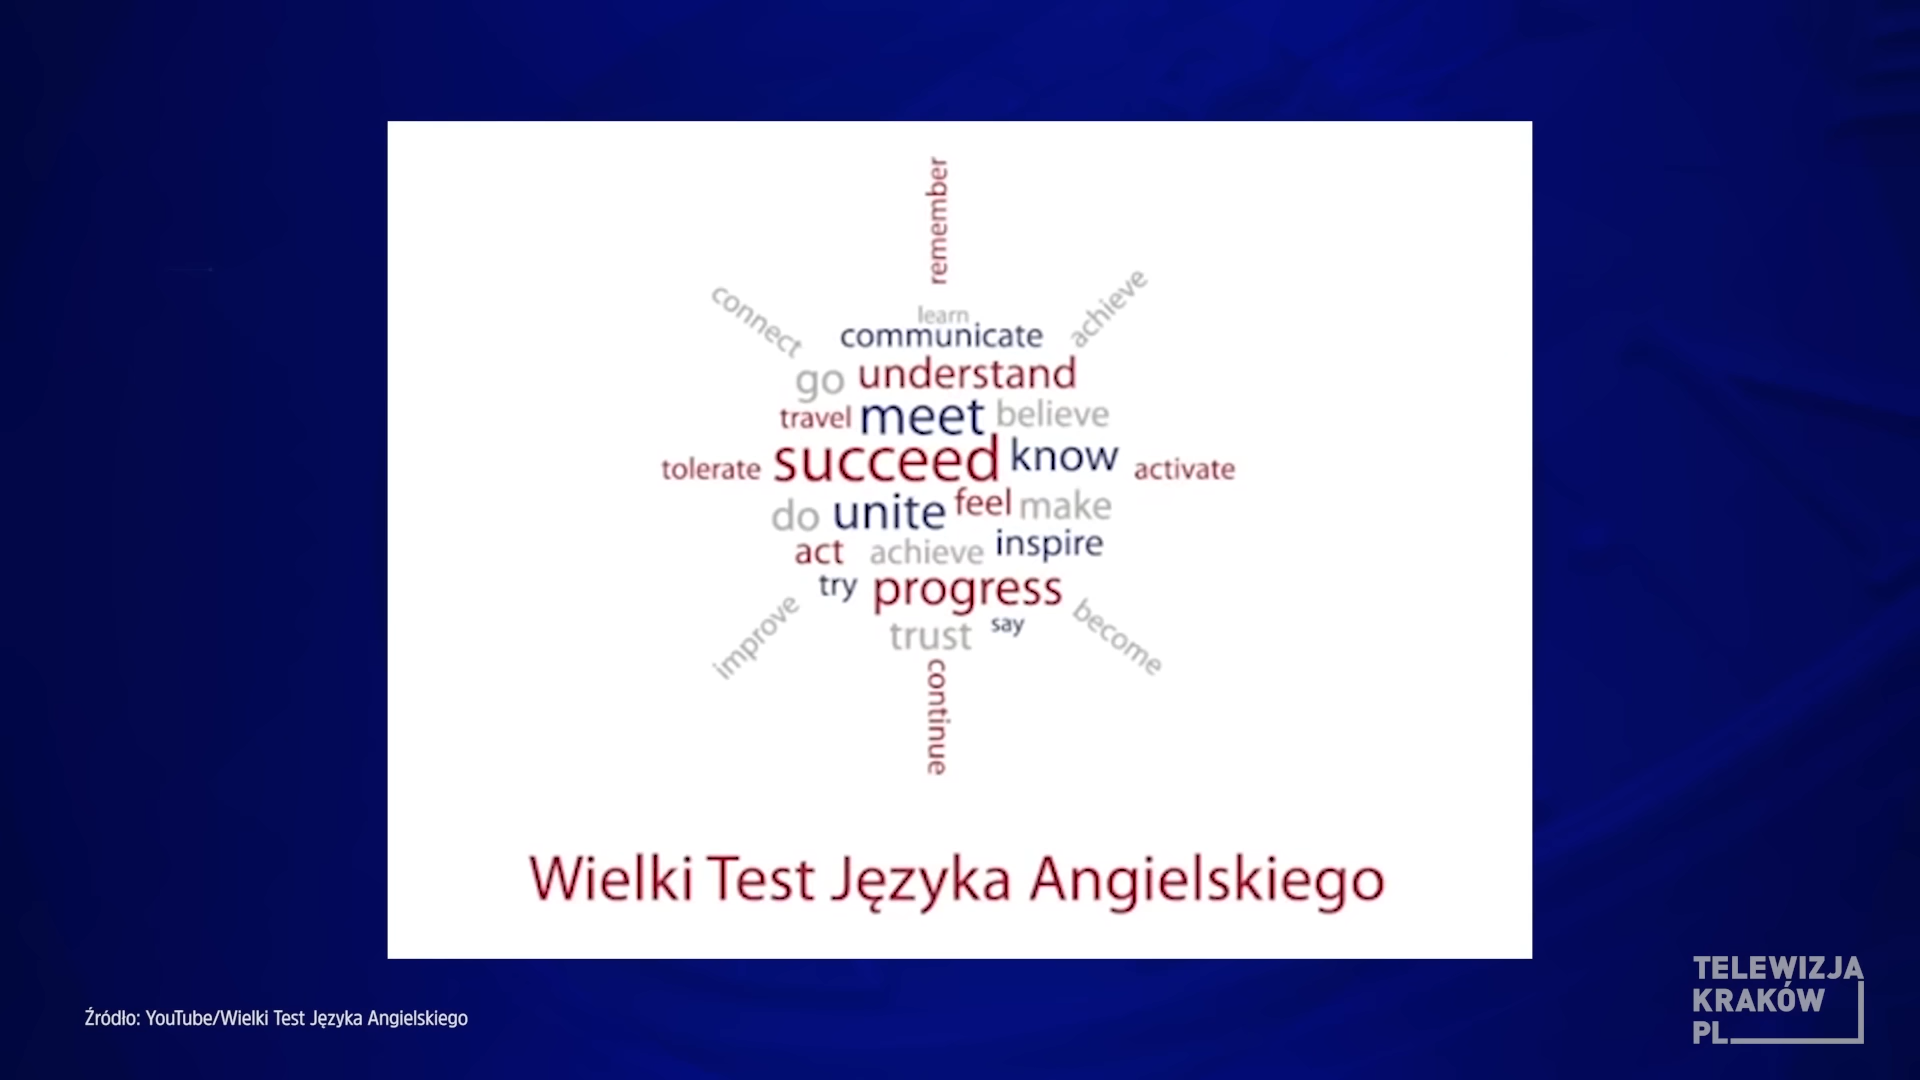 remember
connect
achieve
learn
communicate
go understand
travel meet believe
tolerate succeed know activate
do unite feel make
act achieve inspire
try progress
improve
become
trust say
continue
Wielki Test Języka Angielskiego
Źródło: YouTube/Wielki Test Języka Angielskiego
TELEWIZJA
KRAKÓW
PL